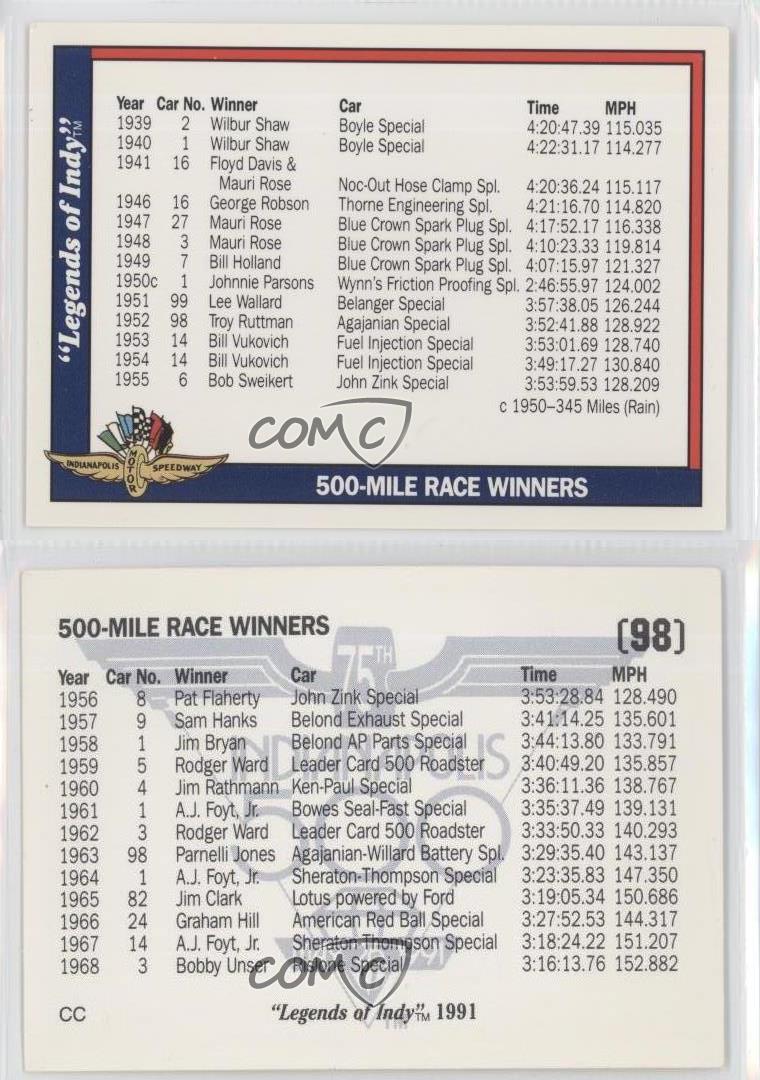 "Legends of Indy"™
Year Car No. Winner Car Time MPH
1939 2 Wilbur Shaw Boyle Special 4:20:47.39 115.035
1940 1 Wilbur Shaw Boyle Special 4:22:31.17 114.277
1941 16 Floyd Davis &
Mauri Rose Noc-Out Hose Clamp Spl. 4:20:36.24 115.117
1946 16 George Robson Thorne Engineering Spl. 4:21:16.70 114.820
1947 27 Mauri Rose Blue Crown Spark Plug Spl. 4:17:52.17 116.338
1948 3 Mauri Rose Blue Crown Spark Plug Spl. 4:10:23.33 119.814
1949 7 Bill Holland Blue Crown Spark Plug Spl. 4:07:15.97 121.327
1950c 1 Johnnie Parsons Wynn's Friction Proofing Spl. 2:46:55.97 124.002
1951 99 Lee Wallard Belanger Special 3:57:38.05 126.244
1952 98 Troy Ruttman Agajanian Special 3:52:41.88 128.922
1953 14 Bill Vukovich Fuel Injection Special 3:53:01.69 128.740
1954 14 Bill Vukovich Fuel Injection Special 3:49:17.27 130.840
1955 6 Bob Sweikert John Zink Special 3:53:59.53 128.209
c 1950–345 Miles (Rain)
COMC
INDIANAPOLIS MOTOR SPEEDWAY
500-MILE RACE WINNERS
500-MILE RACE WINNERS (98)
75TH
INDIANAPOLIS
500
Year Car No. Winner Car Time MPH
1956 8 Pat Flaherty John Zink Special 3:53:28.84 128.490
1957 9 Sam Hanks Belond Exhaust Special 3:41:14.25 135.601
1958 1 Jim Bryan Belond AP Parts Special 3:44:13.80 133.791
1959 5 Rodger Ward Leader Card 500 Roadster 3:40:49.20 135.857
1960 4 Jim Rathmann Ken-Paul Special 3:36:11.36 138.767
1961 1 A.J. Foyt, Jr. Bowes Seal-Fast Special 3:35:37.49 139.131
1962 3 Rodger Ward Leader Card 500 Roadster 3:33:50.33 140.293
1963 98 Parnelli Jones Agajanian-Willard Battery Spl. 3:29:35.40 143.137
1964 1 A.J. Foyt, Jr. Sheraton-Thompson Special 3:23:35.83 147.350
1965 82 Jim Clark Lotus powered by Ford 3:19:05.34 150.686
1966 24 Graham Hill American Red Ball Special 3:27:52.53 144.317
1967 14 A.J. Foyt, Jr. Sheraton Thompson Special 3:18:24.22 151.207
1968 3 Bobby Unser Rislone Special 3:16:13.76 152.882
COMC
CC "Legends of Indy"™ 1991
TM